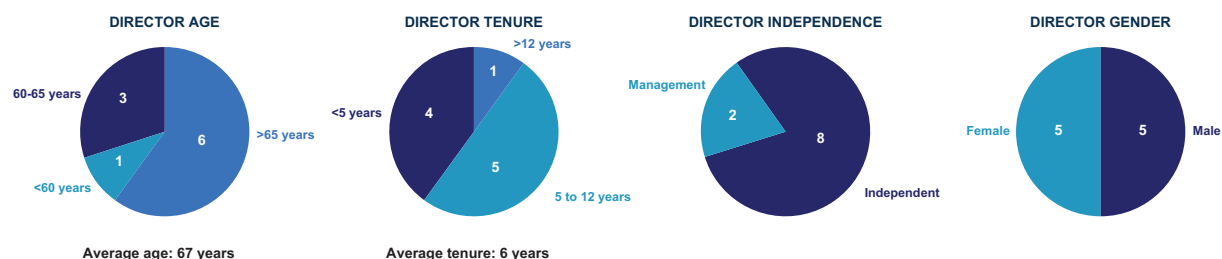 DIRECTOR AGE
60-65 years
3
6
>65 years
1
<60 years
Average age: 67 years
DIRECTOR TENURE
>12 years
1
<5 years
4
5
5 to 12 years
Average tenure: 6 years
DIRECTOR INDEPENDENCE
Management
2
8
Independent
DIRECTOR GENDER
Female
5
5
Male